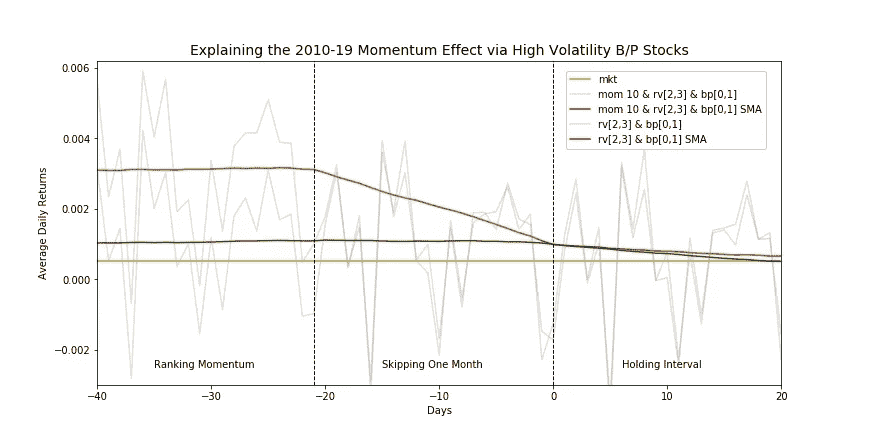 Explaining the 2010-19 Momentum Effect via High Volatility B/P Stocks
0.006
0.004
0.002
0.000
−0.002
Average Daily Returns
mkt
mom 10 & rv[2,3] & bp[0,1]
mom 10 & rv[2,3] & bp[0,1] SMA
rv[2,3] & bp[0,1]
rv[2,3] & bp[0,1] SMA
Ranking Momentum
Skipping One Month
Holding Interval
−40
−30
−20
−10
0
10
20
Days